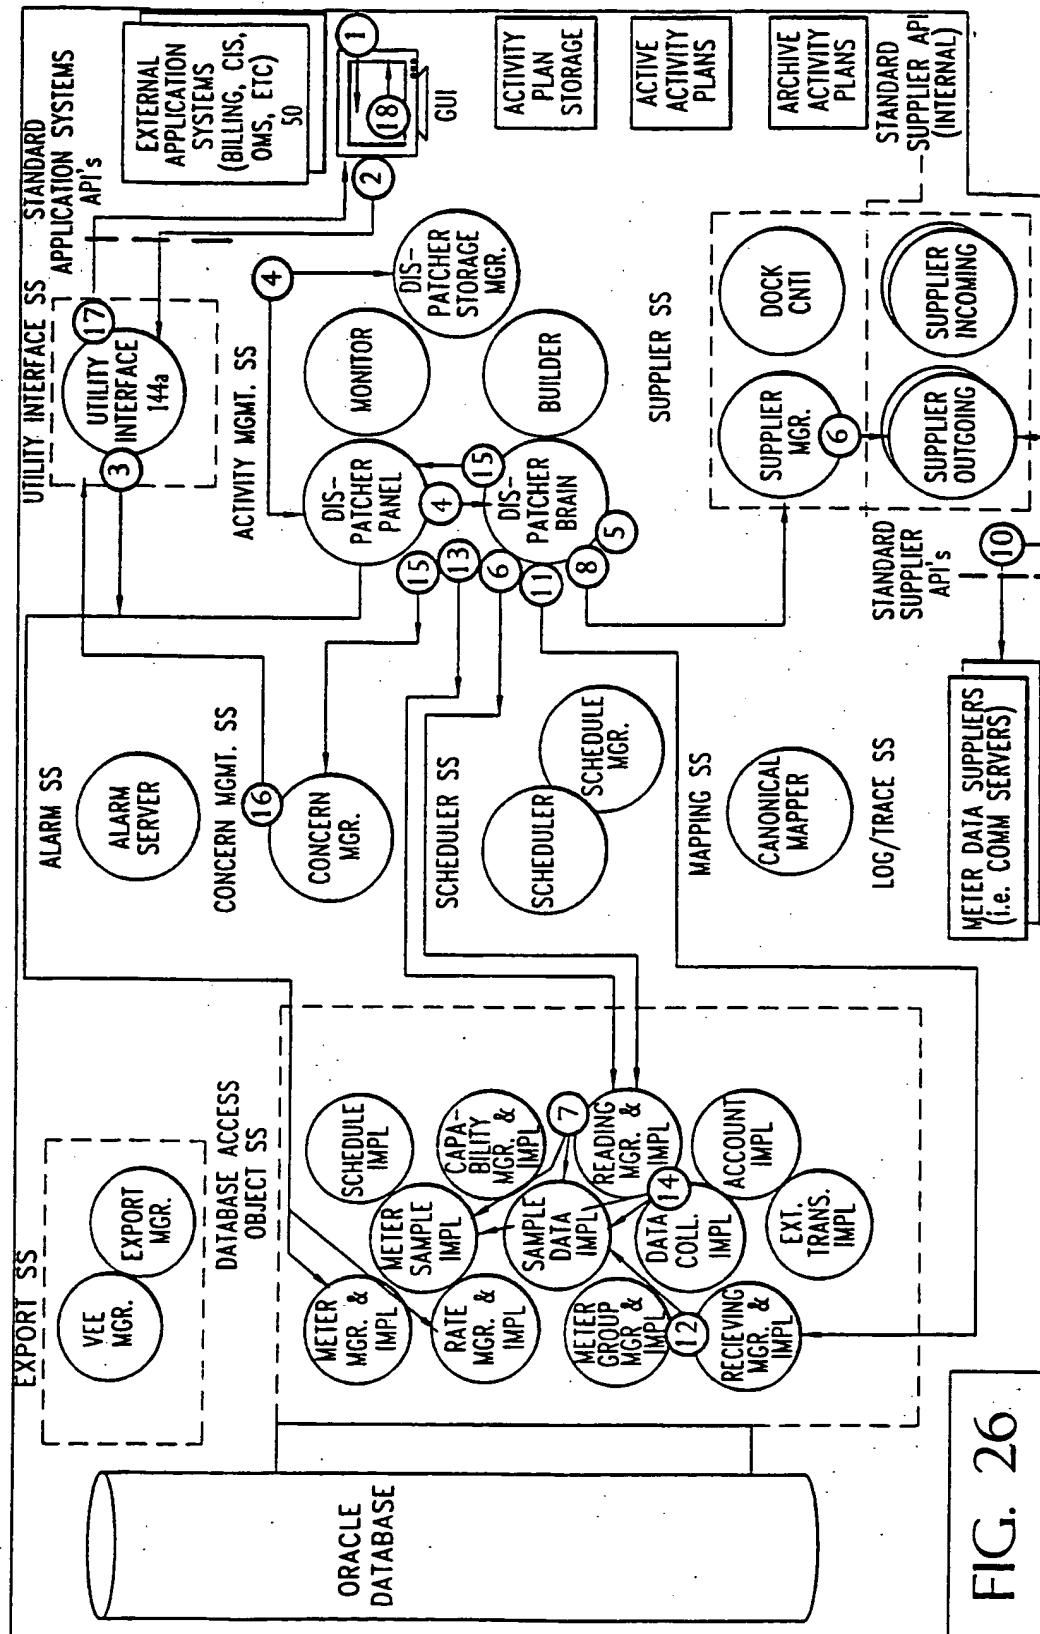 EXPORT SS
VEE
MGR.
EXPORT
MGR.
ALARM SS
ALARM
SERVER
UTILITY INTERFACE SS
UTILITY
INTERFACE
144a
3
17
STANDARD
APPLICATION SYSTEMS
API's
EXTERNAL
APPLICATION
SYSTEMS
(BILLING, CIS,
OMS, ETC)
50
1
18
2
GUI
DATABASE ACCESS
OBJECT SS
CONCERN MGMT. SS
16
CONCERN
MGR.
ACTIVITY MGMT. SS
4
DIS-
PATCHER
PANEL
MONITOR
DIS-
PATCHER
STORAGE
MGR.
4
15
DIS-
PATCHER
BRAIN
BUILDER
15
13
6
11
8
5
ACTIVITY
PLAN
STORAGE
ACTIVE
ACTIVITY
PLANS
ARCHIVE
ACTIVITY
PLANS
ORACLE
DATABASE
METER
MGR. &
IMPL
SCHEDULE
IMPL
METER
SAMPLE
IMPL
RATE
MGR. &
IMPL
CAPA-
BILITY
MGR. &
IMPL
7
SAMPLE
DATA
IMPL
READING
MGR. &
IMPL
METER
GROUP
MGR &
IMPL
14
DATA
COLL.
IMPL
12
RECIEVING
MGR. &
IMPL
ACCOUNT
IMPL
EXT.
TRANS.
IMPL
SCHEDULER SS
SCHEDULER
SCHEDULE
MGR.
MAPPING SS
CANONICAL
MAPPER
LOG/TRACE SS
SUPPLIER SS
SUPPLIER
MGR.
DOCK
CNTI
6
SUPPLIER
OUTGOING
SUPPLIER
INCOMING
STANDARD
SUPPLIER API
(INTERNAL)
STANDARD
SUPPLIER
API's
10
METER DATA SUPPLIERS
(i.e. COMM SERVERS)
FIG. 26